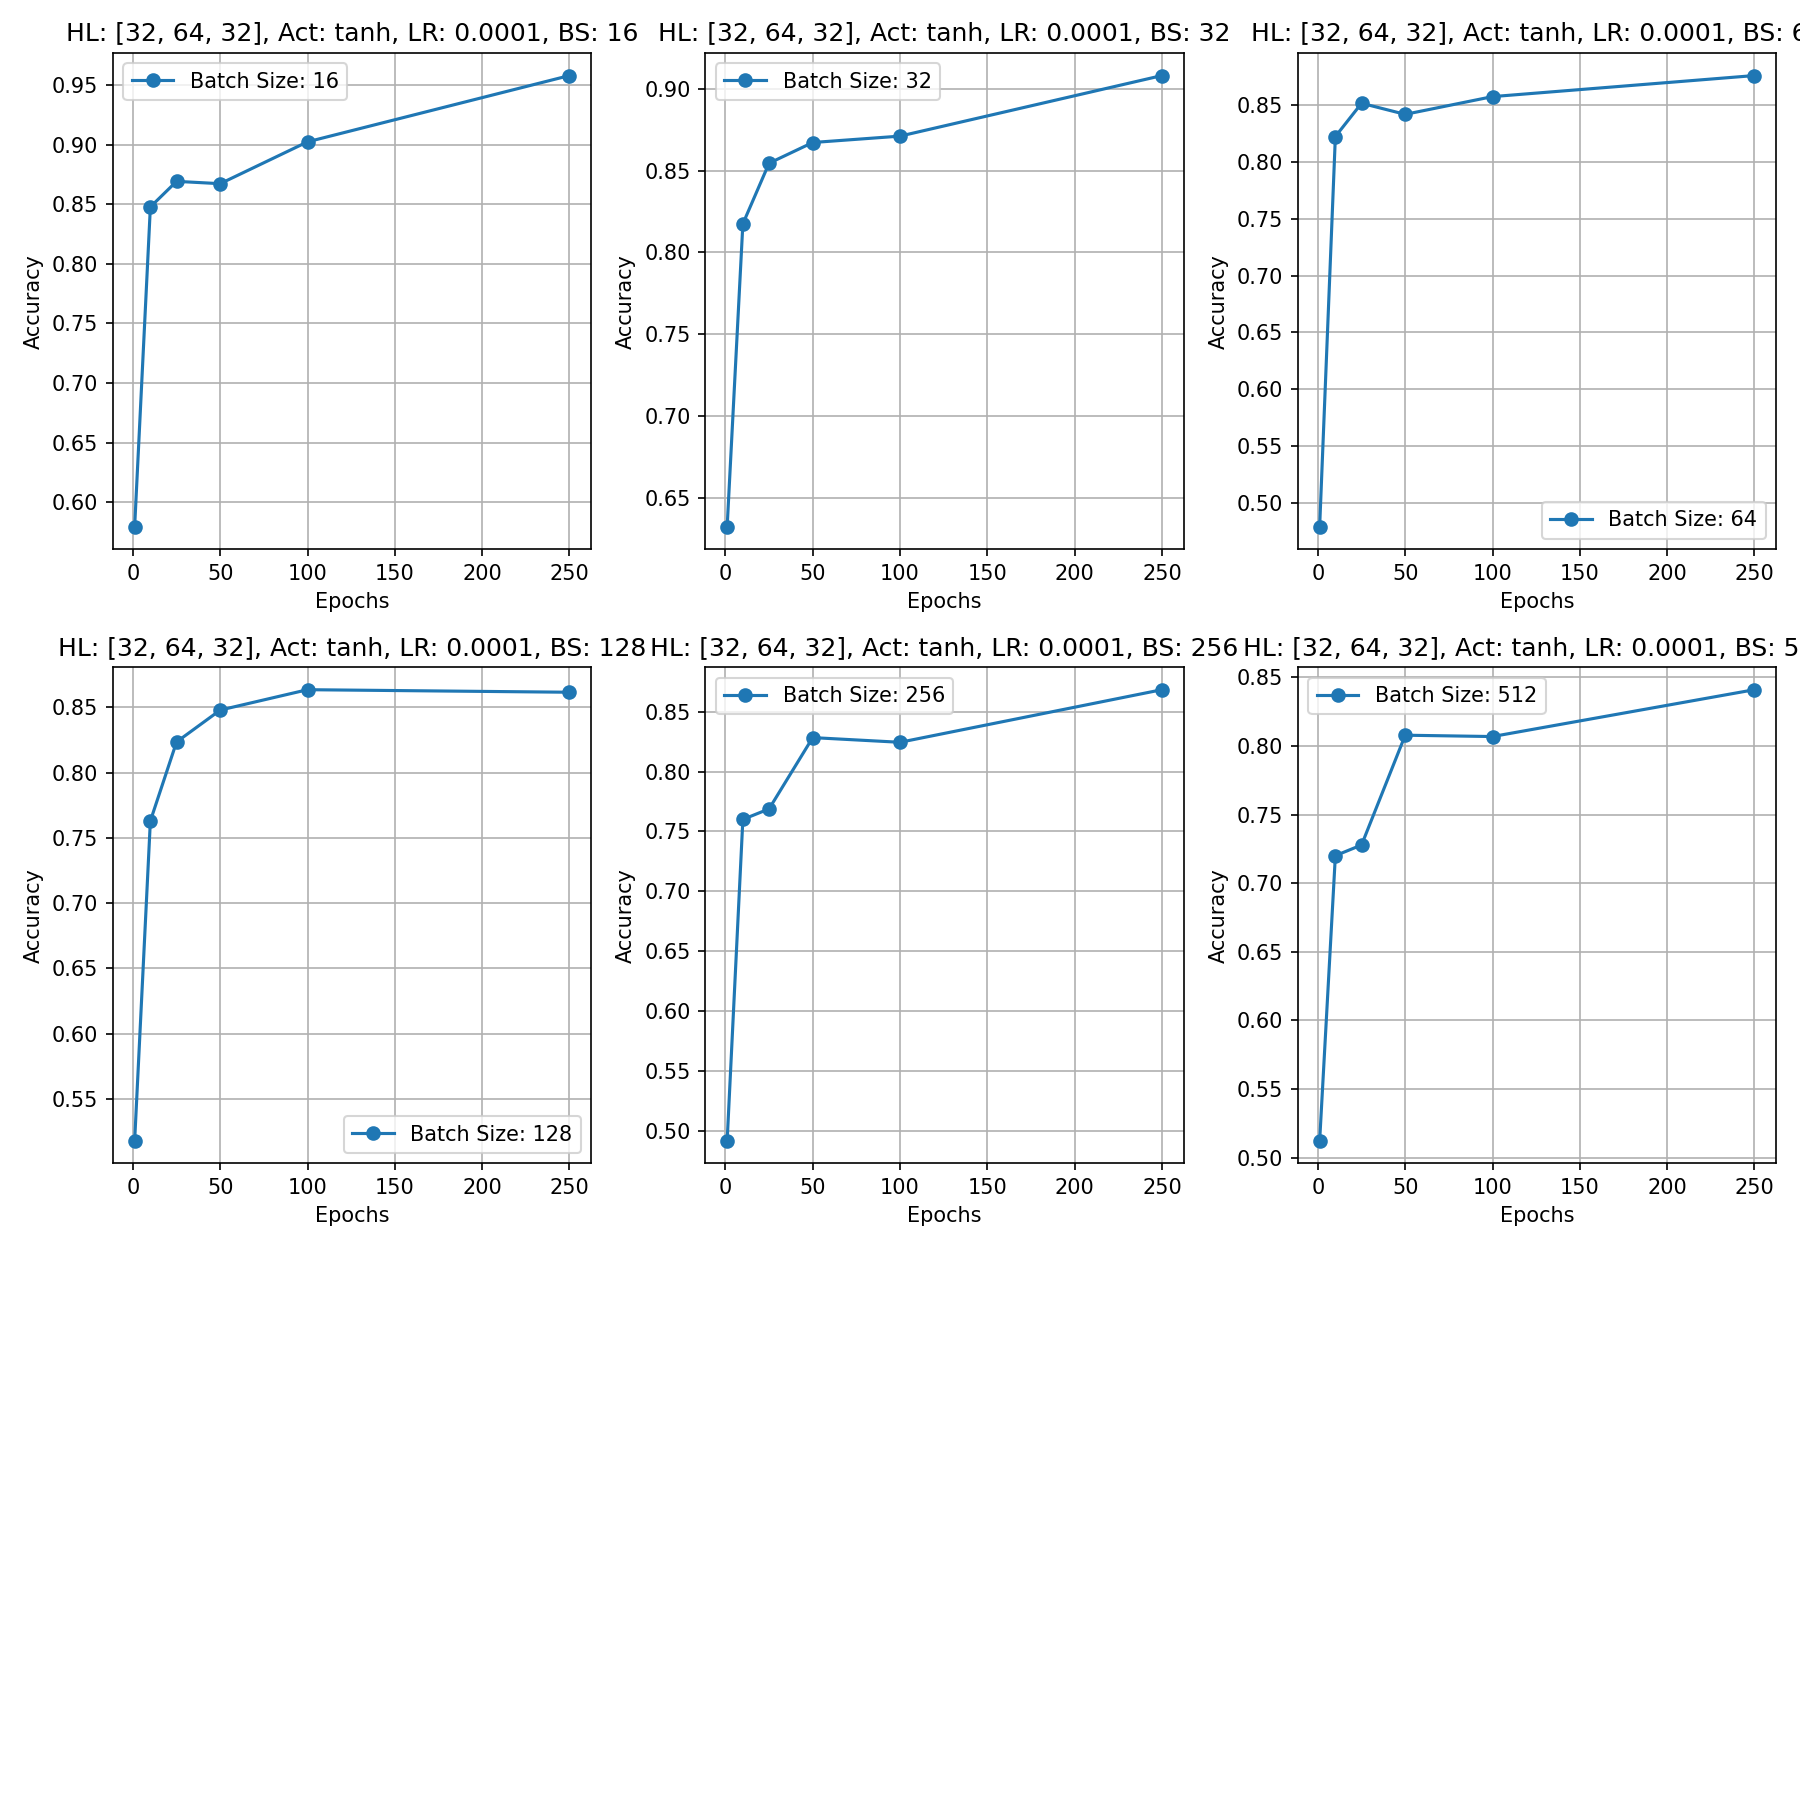 HL: [32, 64, 32], Act: tanh, LR: 0.0001, BS: 16
Batch Size: 16
Accuracy
0.95
0.90
0.85
0.80
0.75
0.70
0.65
0.60
0 50 100 150 200 250
Epochs
HL: [32, 64, 32], Act: tanh, LR: 0.0001, BS: 32
Batch Size: 32
Accuracy
0.90
0.85
0.80
0.75
0.70
0.65
0 50 100 150 200 250
Epochs
HL: [32, 64, 32], Act: tanh, LR: 0.0001, BS:
Accuracy
0.85
0.80
0.75
0.70
0.65
0.60
0.55
0.50
Batch Size: 64
0 50 100 150 200 250
Epochs
HL: [32, 64, 32], Act: tanh, LR: 0.0001, BS: 128
Accuracy
0.85
0.80
0.75
0.70
0.65
0.60
0.55
Batch Size: 128
0 50 100 150 200 250
Epochs
HL: [32, 64, 32], Act: tanh, LR: 0.0001, BS: 256
Batch Size: 256
Accuracy
0.85
0.80
0.75
0.70
0.65
0.60
0.55
0.50
0 50 100 150 200 250
Epochs
HL: [32, 64, 32], Act: tanh, LR: 0.0001, BS: 5
Batch Size: 512
Accuracy
0.85
0.80
0.75
0.70
0.65
0.60
0.55
0.50
0 50 100 150 200 250
Epochs